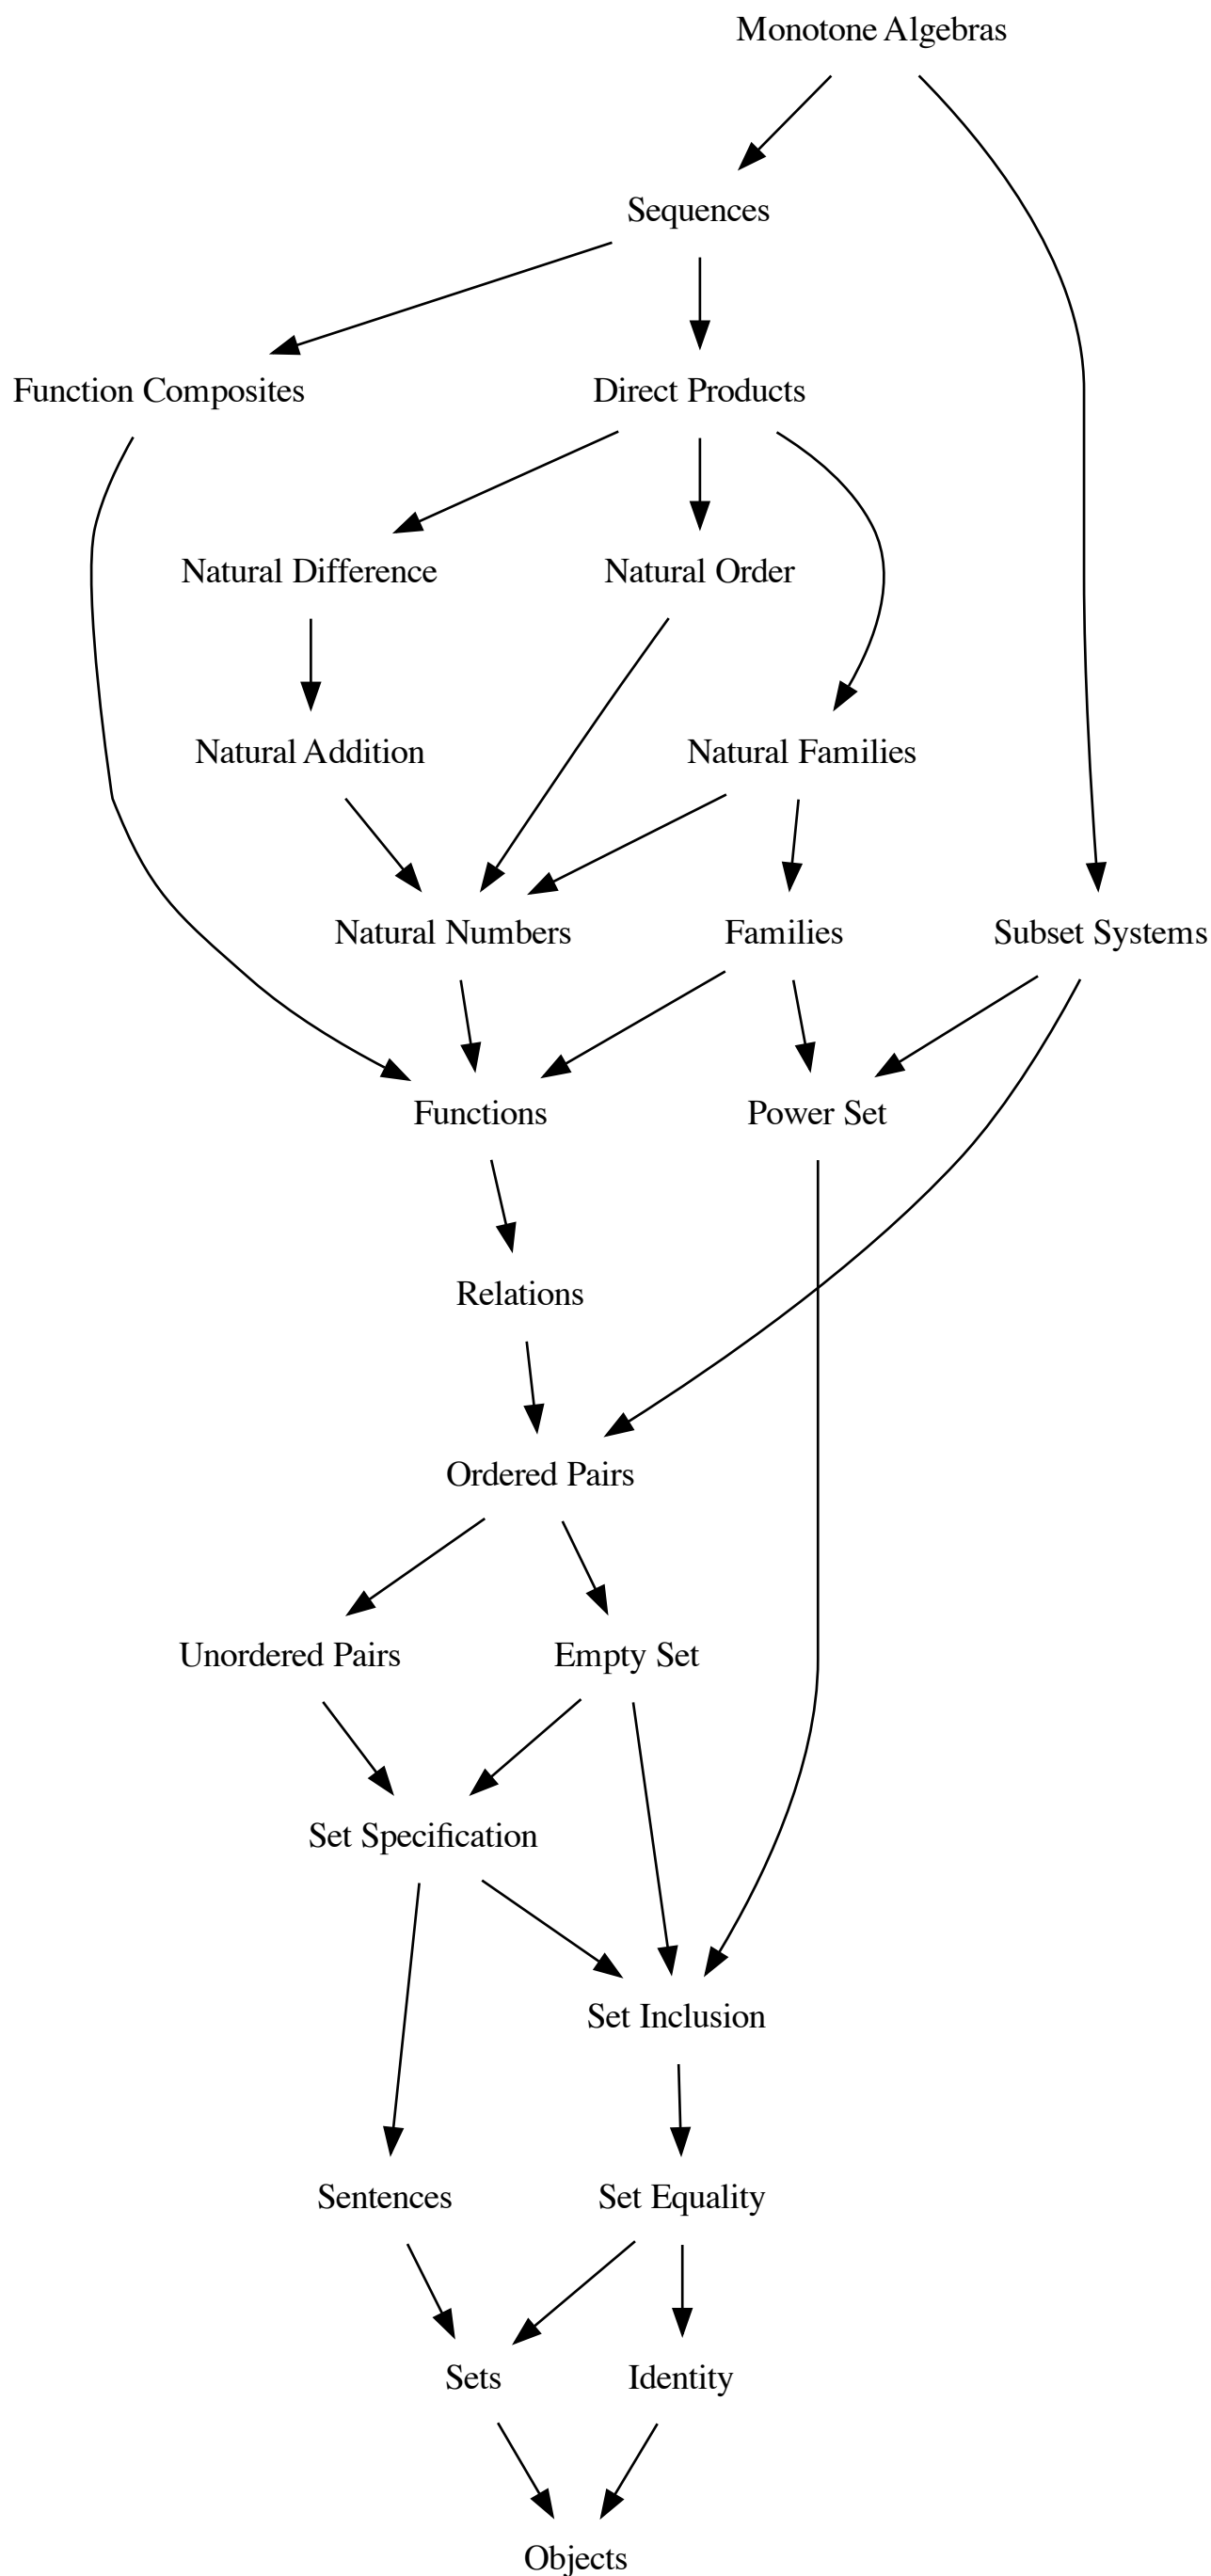 Monotone Algebras
Sequences
Function Composites
Direct Products
Natural Difference
Natural Order
Natural Addition
Natural Families
Natural Numbers
Families
Subset Systems
Functions
Power Set
Relations
Ordered Pairs
Unordered Pairs
Empty Set
Set Specification
Set Inclusion
Sentences
Set Equality
Sets
Identity
Objects